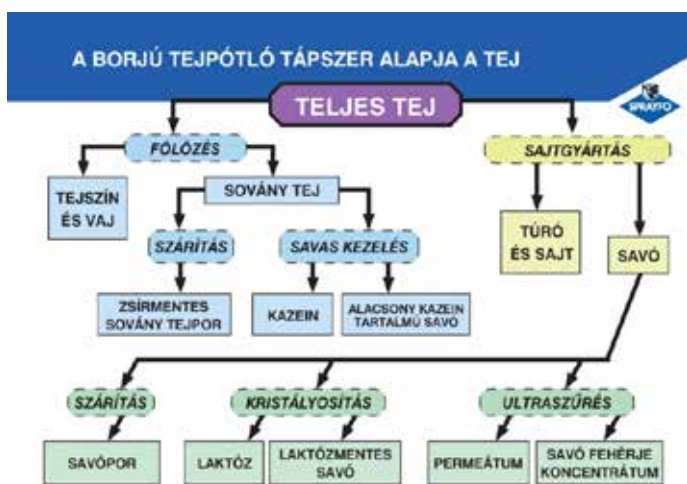 A BORJÚ TEJPÓTLÓ TÁPSZER ALAPJA A TEJ
SPRAYFO
TELJES TEJ
FÖLÖZÉS
SAJTGYÁRTÁS
TEJSZÍN
ÉS VAJ
SOVÁNY TEJ
TÚRÓ
ÉS SAJT
SAVÓ
SZÁRÍTÁS
SAVAS KEZELÉS
ZSÍRMENTES
SOVÁNY TEJPOR
KAZEIN
ALACSONY KAZEIN
TARTALMÚ SAVÓ
SZÁRÍTÁS
KRISTÁLYOSÍTÁS
ULTRASZŰRÉS
SAVÓPOR
LAKTÓZ
LAKTÓZMENTES
SAVÓ
PERMEÁTUM
SAVÓ FEHÉRJE
KONCENTRÁTUM